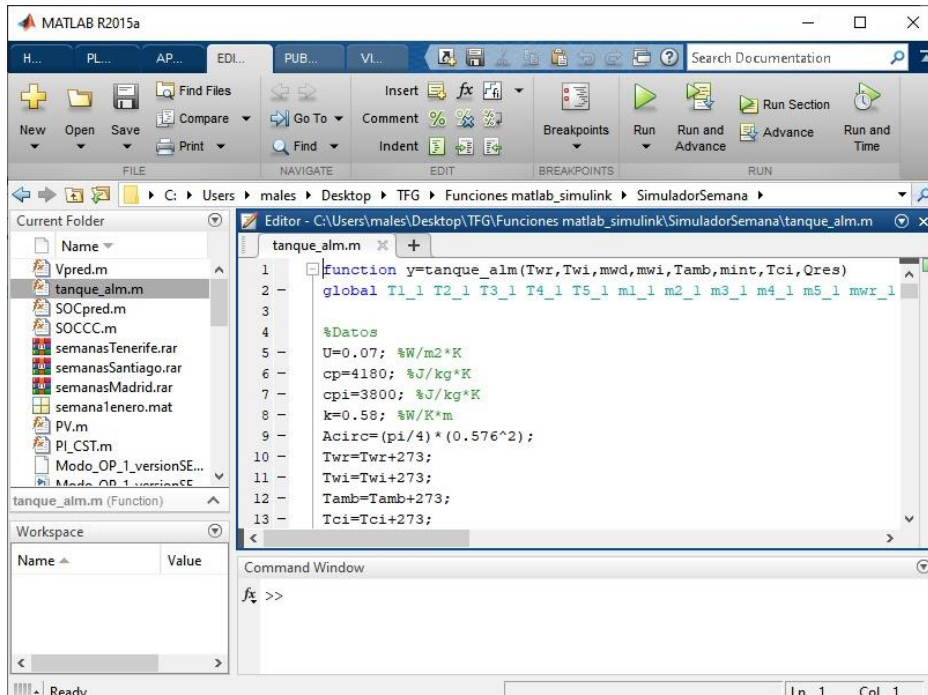 MATLAB R2015a
H... PL... AP... EDI... PUB... VI... Search Documentation
Find Files Insert fx
New Open Save Compare Go To Comment Breakpoints Run Run and Advance Run Section Advance Run and Time
Print Find Indent
FILE NAVIGATE EDIT BREAKPOINTS RUN
C: Users males Desktop TFG Funciones matlab_simulink SimuladorSemana
Current Folder
Name
Vpred.m
tanque_alm.m
SOCpred.m
SOCCC.m
semanasTenerife.rar
semanasSantiago.rar
semanasMadrid.rar
semana1enero.mat
PV.m
PI_CST.m
Modo_OP_1_versionSE...
Modo_OP_1_versionSE
tanque_alm.m (Function)
Workspace
Name Value
Editor - C:\Users\males\Desktop\TFG\Funciones matlab_simulink\SimuladorSemana\tanque_alm.m
tanque_alm.m
1 function y=tanque_alm(Twr,Twi,mwd,mwi,Tamb,mint,Tci,Qres)
2 - global T1_1 T2_1 T3_1 T4_1 T5_1 m1_1 m2_1 m3_1 m4_1 m5_1 mwr_1
3
4 %Datos
5 - U=0.07; %W/m2*K
6 - cp=4180; %J/kg*K
7 - cpi=3800; %J/kg*K
8 - k=0.58; %W/K*m
9 - Acirc=(pi/4)*(0.576^2);
10 - Twr=Twr+273;
11 - Twi=Twi+273;
12 - Tamb=Tamb+273;
13 - Tci=Tci+273;
Command Window
fx >>
Ready Ln 1 Col 1